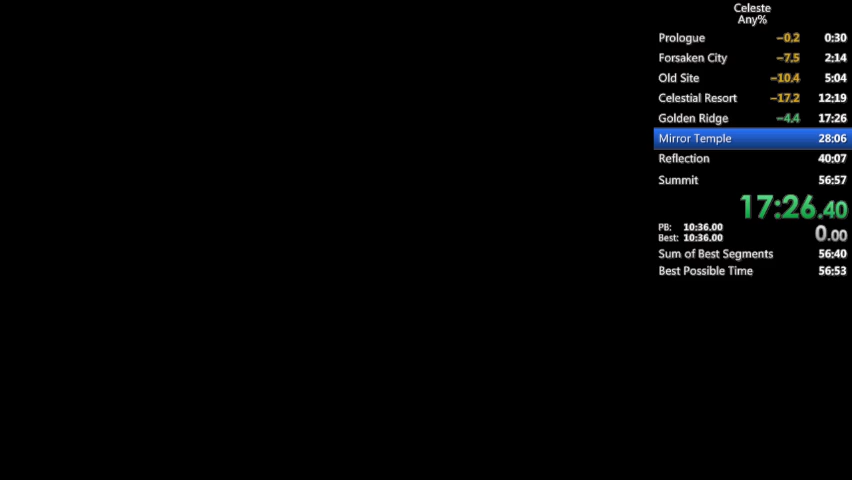 Celeste
Any%
Prologue -0.2 0:30
Forsaken City -7.5 2:14
Old Site -10.4 5:04
Celestial Resort -17.2 12:19
Golden Ridge -4.4 17:26
Mirror Temple 28:06
Reflection 40:07
Summit 56:57
17:26.40
PB: 10:36.00 0.00
Best: 10:36.00
Sum of Best Segments 56:40
Best Possible Time 56:53